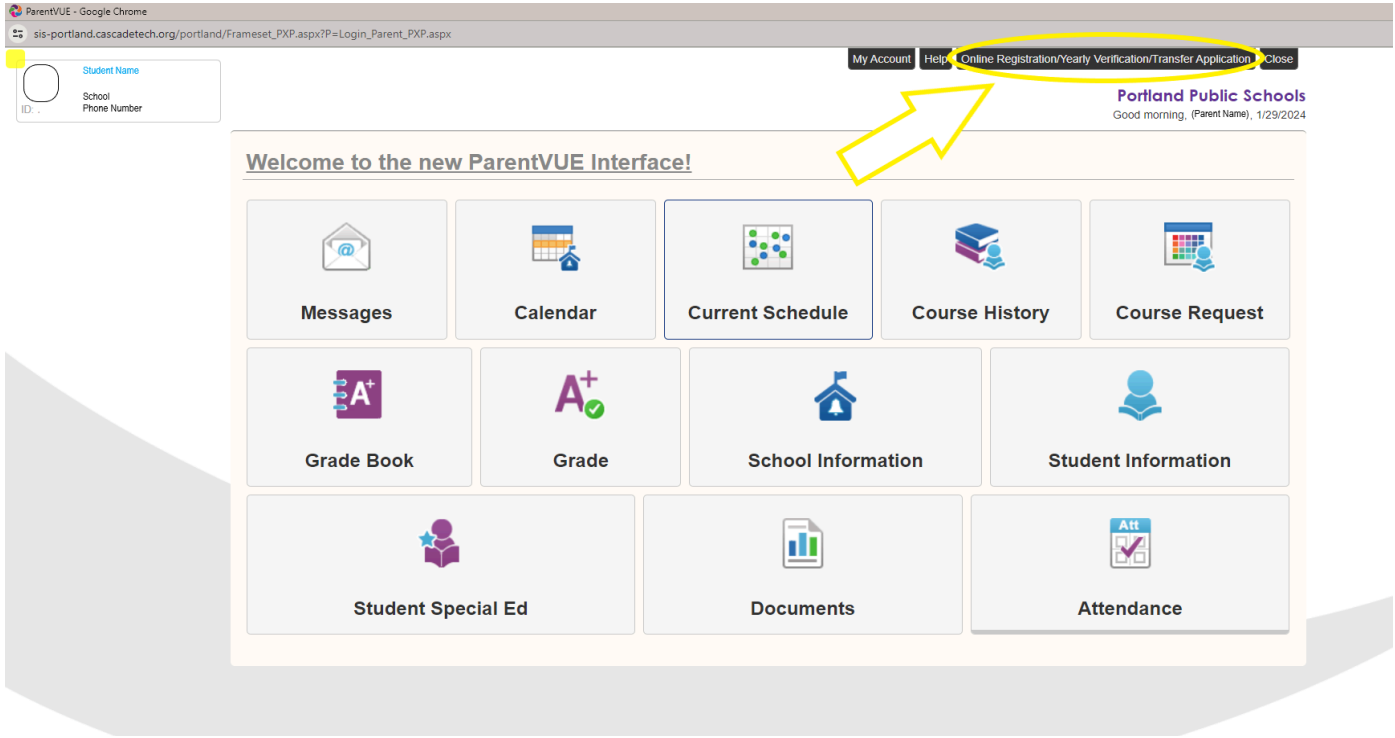 ParentVUE - Google Chrome
sis-portland.cascadetech.org/portland/Frameset_PXP.aspx?P=Login_Parent_PXP.aspx
My Account Help Online Registration/Yearly Verification/Transfer Application Close
Student Name
School
ID: . Phone Number
Portland Public Schools
Good morning, (Parent Name), 1/29/2024
Welcome to the new ParentVUE Interface!
@
Messages Calendar Current Schedule Course History Course Request
A+ A+
Grade Book Grade School Information Student Information
Att
Student Special Ed Documents Attendance